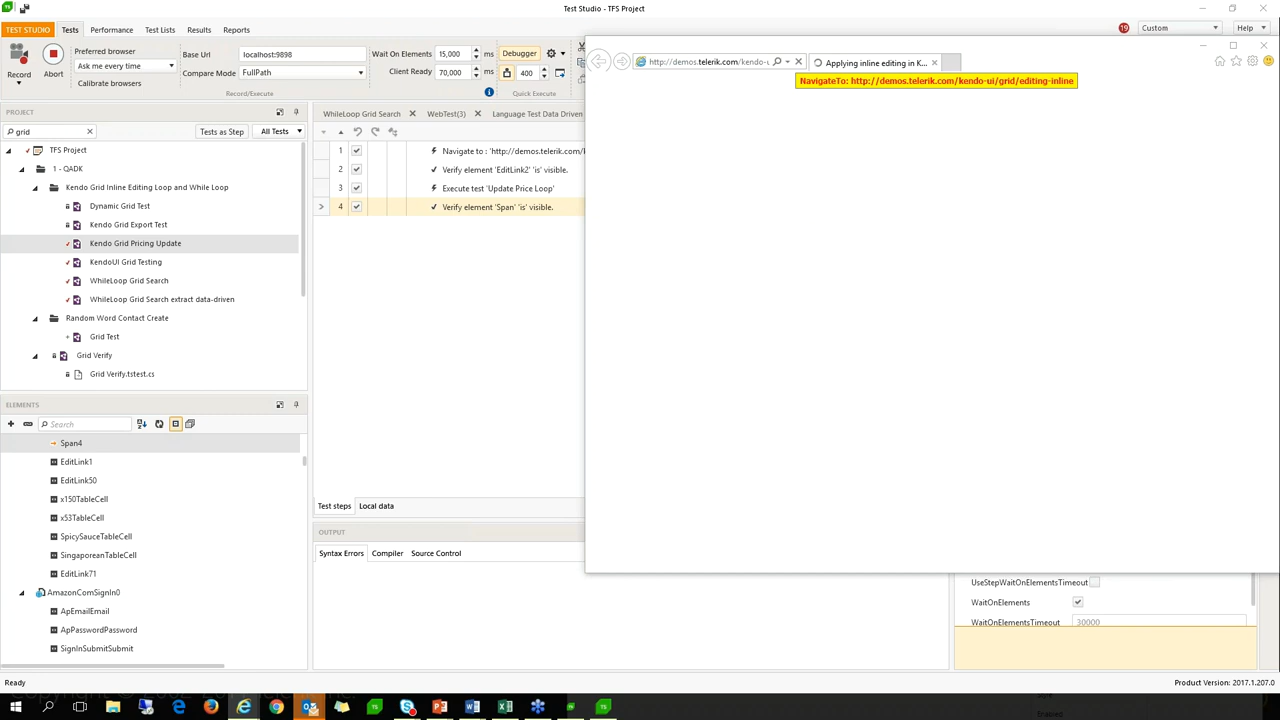 Test Studio - TFS Project
TEST STUDIO Tests Performance Test Lists Results Reports
19 Custom Help
Record
Abort
Preferred browser
Ask me every time
Calibrate browsers
Base Url localhost:9898
Compare Mode FullPath
Wait On Elements 15,000 ms
Client Ready 70,000 ms
Record/Execute
Debugger
400
Quick Execute
http://demos.telerik.com/kendo-u
Applying inline editing in K...
NavigateTo: http://demos.telerik.com/kendo-ui/grid/editing-inline
PROJECT
grid
Tests as Step
All Tests
TFS Project
1 - QADK
Kendo Grid Inline Editing Loop and While Loop
Dynamic Grid Test
Kendo Grid Export Test
Kendo Grid Pricing Update
KendoUI Grid Testing
WhileLoop Grid Search
WhileLoop Grid Search extract data-driven
Random Word Contact Create
Grid Test
Grid Verify
Grid Verify.tstest.cs
WhileLoop Grid Search WebTest(3) Language Test Data Driven
1 Navigate to : 'http://demos.telerik.com/k
2 Verify element 'EditLink2' 'is' visible.
3 Execute test 'Update Price Loop'
4 Verify element 'Span' 'is' visible.
Test steps Local data
ELEMENTS
Search
Span4
EditLink1
EditLink50
x150TableCell
x53TableCell
SpicySauceTableCell
SingaporeanTableCell
EditLink71
AmazonComSignIn0
ApEmailEmail
ApPasswordPassword
SignInSubmitSubmit
OUTPUT
Syntax Errors Compiler Source Control
UseStepWaitOnElementsTimeout
WaitOnElements
WaitOnElementsTimeout 30000
Ready
Product Version: 2017.1.207.0